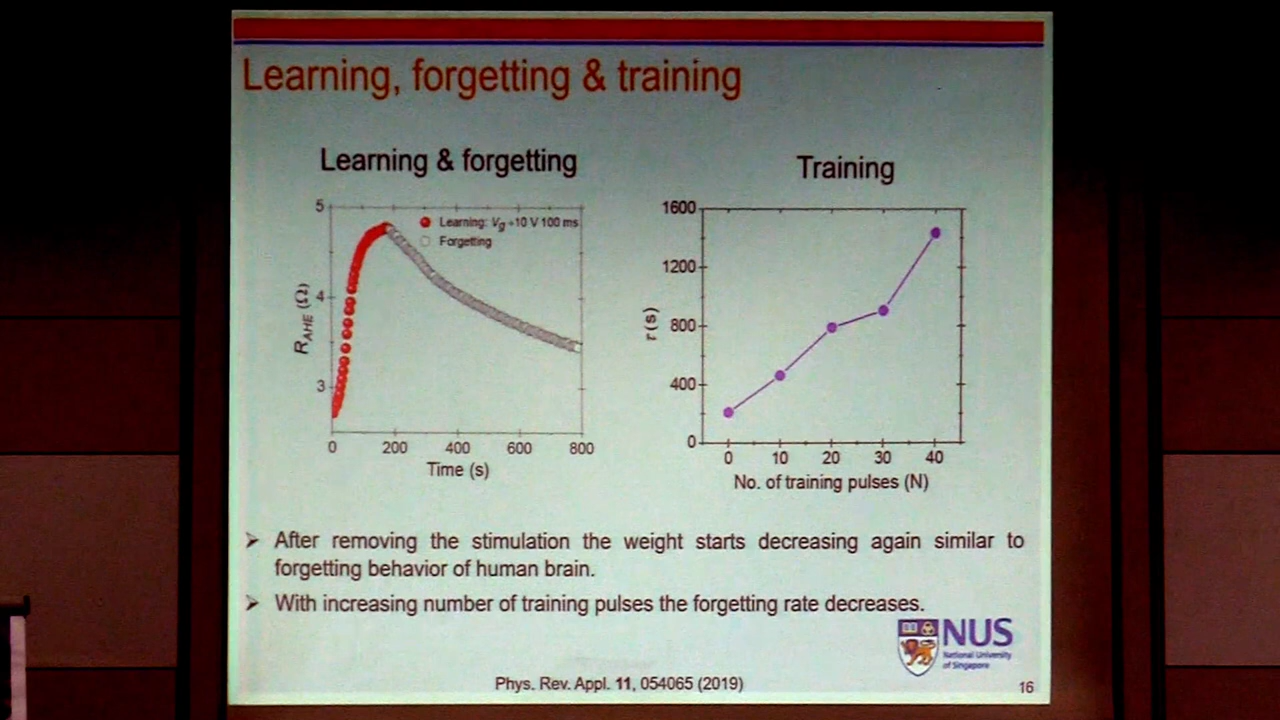 Learning, forgetting & training
Learning & forgetting
5
4
3
R_AHE (Ω)
Learning: Vg -10 V 100 ms
Forgetting
0 200 400 600 800
Time (s)
Training
1600
1200
800
400
0
τ (s)
0 10 20 30 40
No. of training pulses (N)
➢ After removing the stimulation the weight starts decreasing again similar to
forgetting behavior of human brain.
➢ With increasing number of training pulses the forgetting rate decreases.
NUS
National University
of Singapore
Phys. Rev. Appl. 11, 054065 (2019)
16